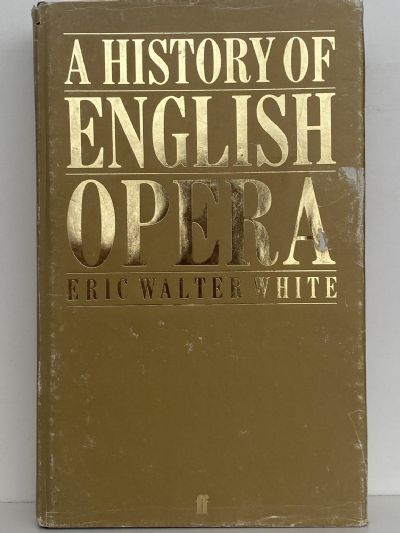 A HISTORY OF
ENGLISH
OPERA
ERIC WALTER WHITE
ff